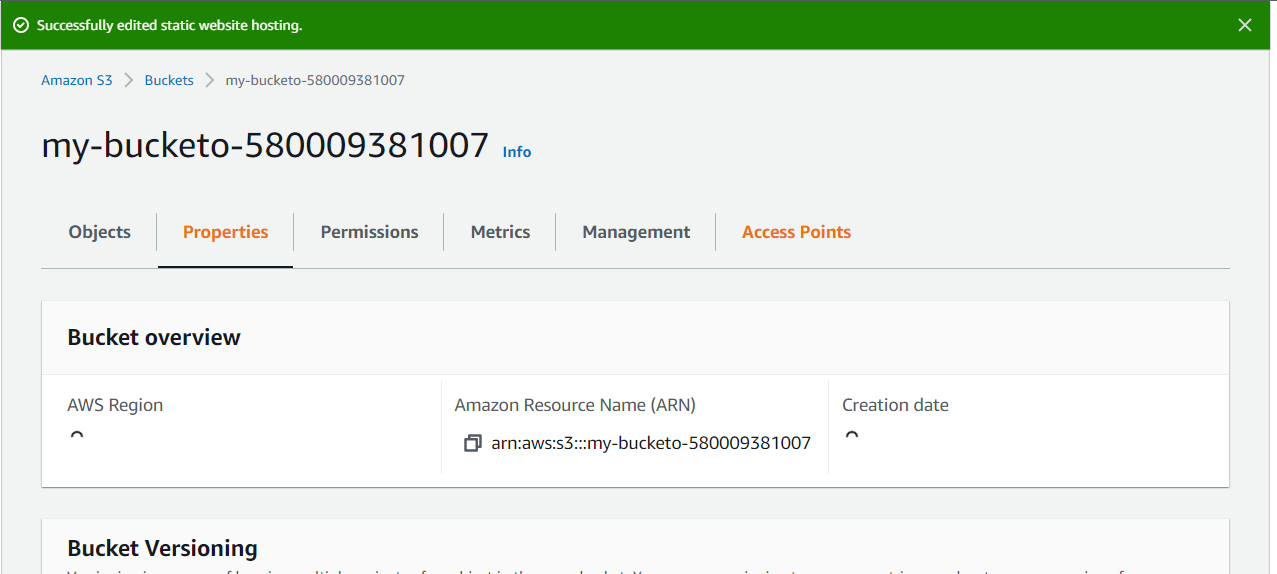 Successfully edited static website hosting.
Amazon S3 > Buckets > my-bucketo-580009381007
my-bucketo-580009381007 Info
Objects Properties Permissions Metrics Management Access Points
Bucket overview
AWS Region Amazon Resource Name (ARN) Creation date
arn:aws:s3:::my-bucketo-580009381007
Bucket Versioning